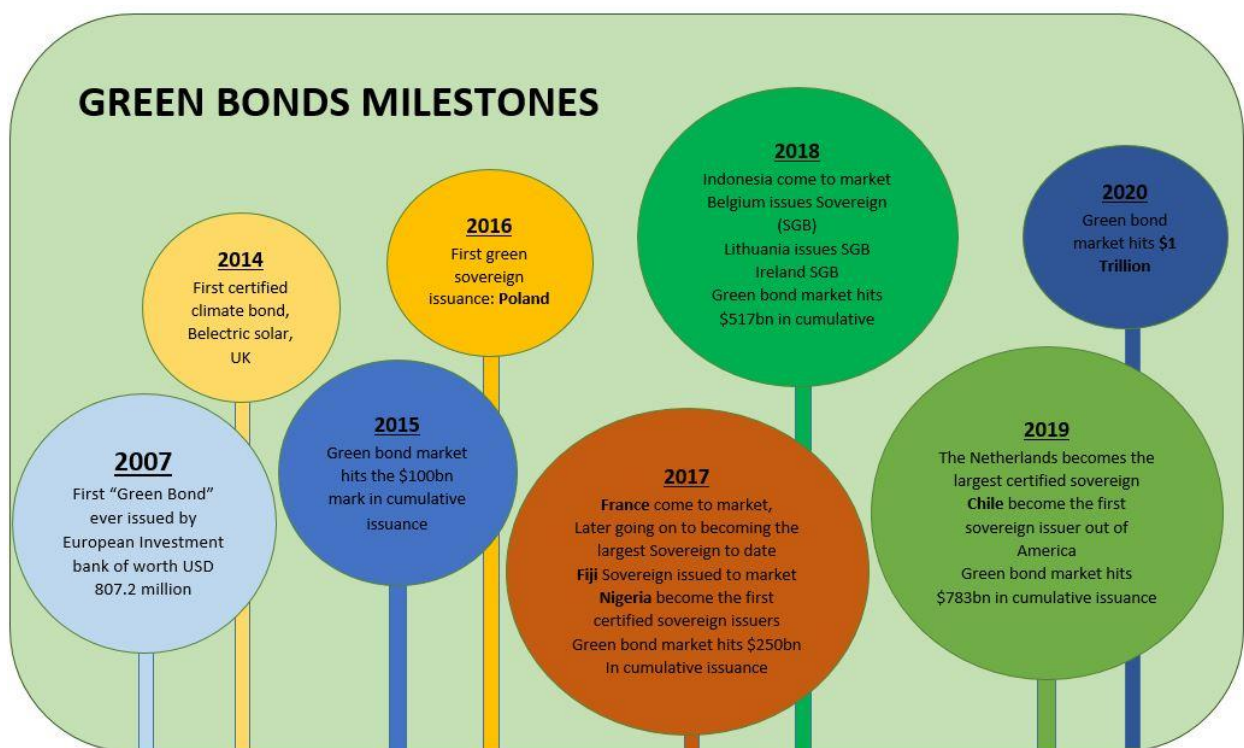 GREEN BONDS MILESTONES
2007
First “Green Bond”
ever issued by
European Investment
bank of worth USD
807.2 million
2014
First certified
climate bond,
Belectric solar,
UK
2015
Green bond market
hits the $100bn
mark in cumulative
issuance
2016
First green
sovereign
issuance: Poland
2017
France come to market,
Later going on to becoming the
largest Sovereign to date
Fiji Sovereign issued to market
Nigeria become the first
certified sovereign issuers
Green bond market hits $250bn
In cumulative issuance
2018
Indonesia come to market
Belgium issues Sovereign
(SGB)
Lithuania issues SGB
Ireland SGB
Green bond market hits
$517bn in cumulative
2019
The Netherlands becomes the
largest certified sovereign
Chile become the first
sovereign issuer out of
America
Green bond market hits
$783bn in cumulative issuance
2020
Green bond
market hits $1
Trillion